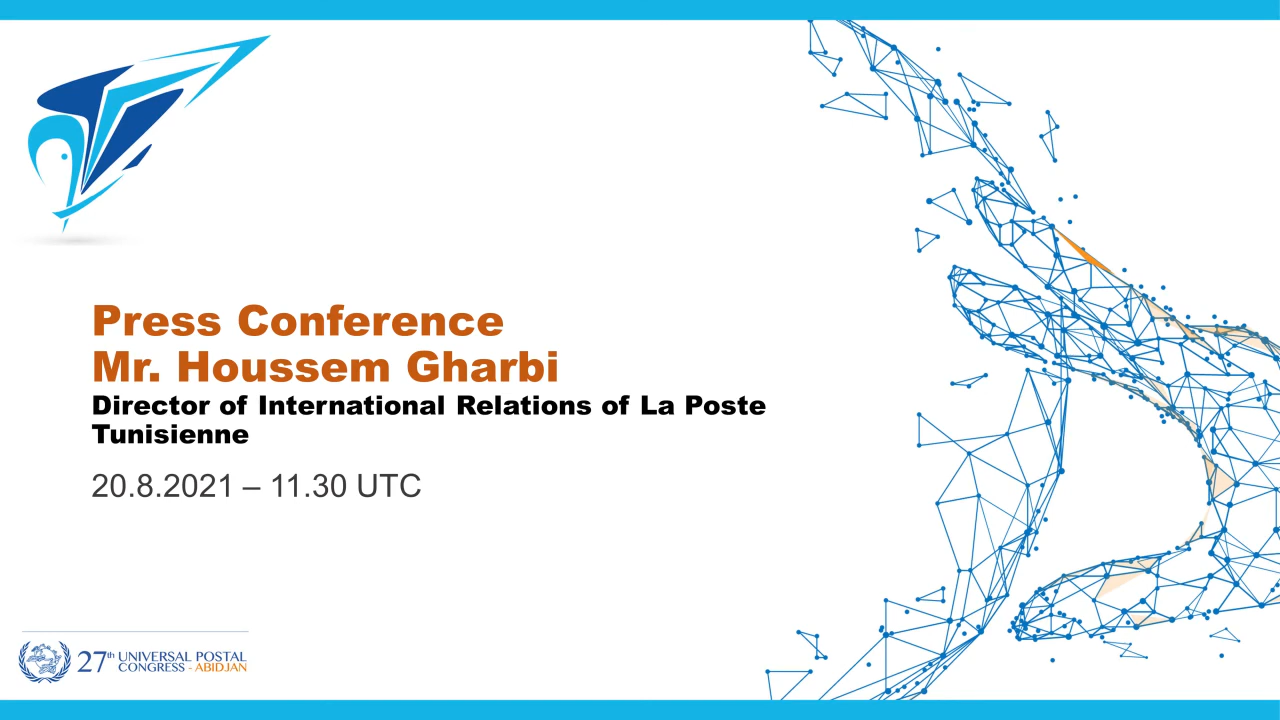 Press Conference
Mr. Houssem Gharbi
Director of International Relations of La Poste
Tunisienne
20.8.2021 – 11.30 UTC
27th UNIVERSAL POSTAL
CONGRESS - ABIDJAN